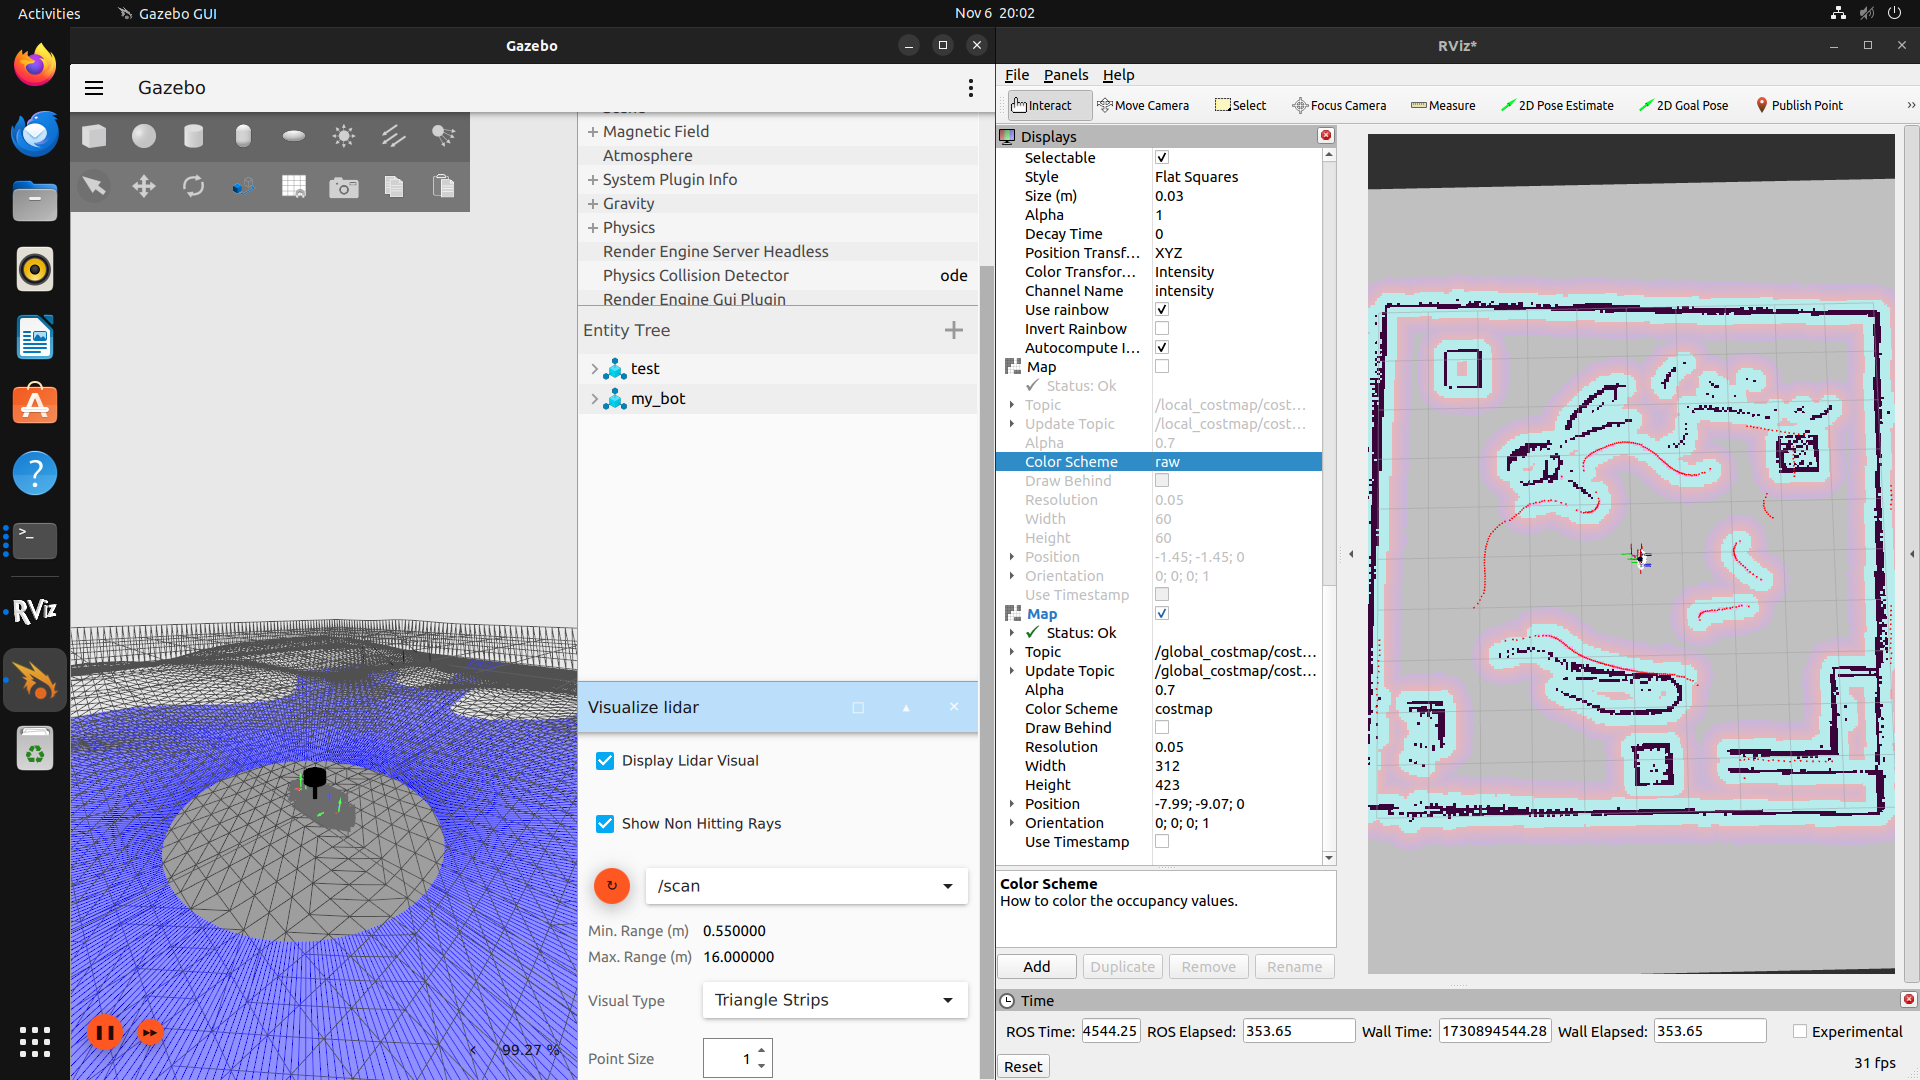 Activities
Gazebo GUI
Nov 6 20:02
Gazebo
Gazebo
Magnetic Field
Atmosphere
System Plugin Info
Gravity
Physics
Render Engine Server Headless
Physics Collision Detector ode
Render Engine Gui Plugin
Entity Tree
test
my_bot
Visualize lidar
Display Lidar Visual
Show Non Hitting Rays
/scan
Min. Range (m) 0.550000
Max. Range (m) 16.000000
Visual Type Triangle Strips
Point Size 1
99.27 %
RViz
RViz*
File Panels Help
Interact Move Camera Select Focus Camera Measure 2D Pose Estimate 2D Goal Pose Publish Point
Displays
Selectable
Style Flat Squares
Size (m) 0.03
Alpha 1
Decay Time 0
Position Transf... XYZ
Color Transfor... Intensity
Channel Name intensity
Use rainbow
Invert Rainbow
Autocompute I...
Map
Status: Ok
Topic /local_costmap/cost...
Update Topic /local_costmap/cost...
Alpha 0.7
Color Scheme raw
Draw Behind
Resolution 0.05
Width 60
Height 60
Position -1.45; -1.45; 0
Orientation 0; 0; 0; 1
Use Timestamp
Map
Status: Ok
Topic /global_costmap/cost...
Update Topic /global_costmap/cost...
Alpha 0.7
Color Scheme costmap
Draw Behind
Resolution 0.05
Width 312
Height 423
Position -7.99; -9.07; 0
Orientation 0; 0; 0; 1
Use Timestamp
Color Scheme
How to color the occupancy values.
Add Duplicate Remove Rename
Time
ROS Time: 4544.25 ROS Elapsed: 353.65 Wall Time: 1730894544.28 Wall Elapsed: 353.65 Experimental
Reset
31 fps